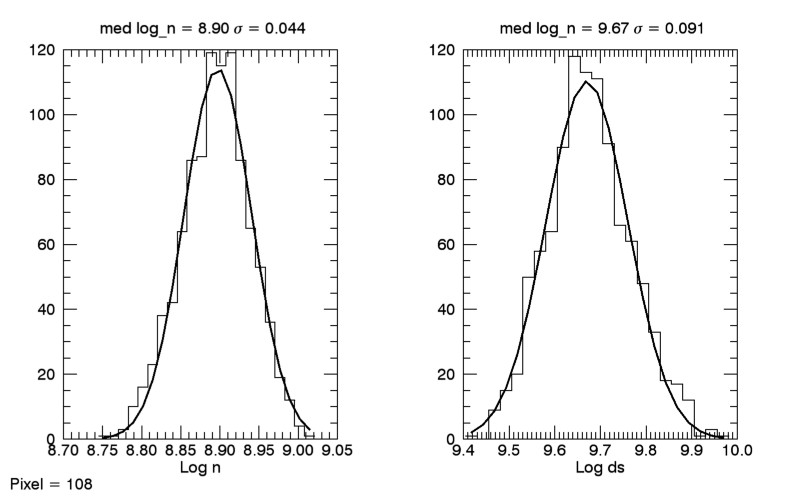 med log_n = 8.90 σ = 0.044
med log_n = 9.67 σ = 0.091
120
100
80
60
40
20
0
8.70 8.75 8.80 8.85 8.90 8.95 9.00 9.05
Log n
120
100
80
60
40
20
0
9.4 9.5 9.6 9.7 9.8 9.9 10.0
Log ds
Pixel = 108